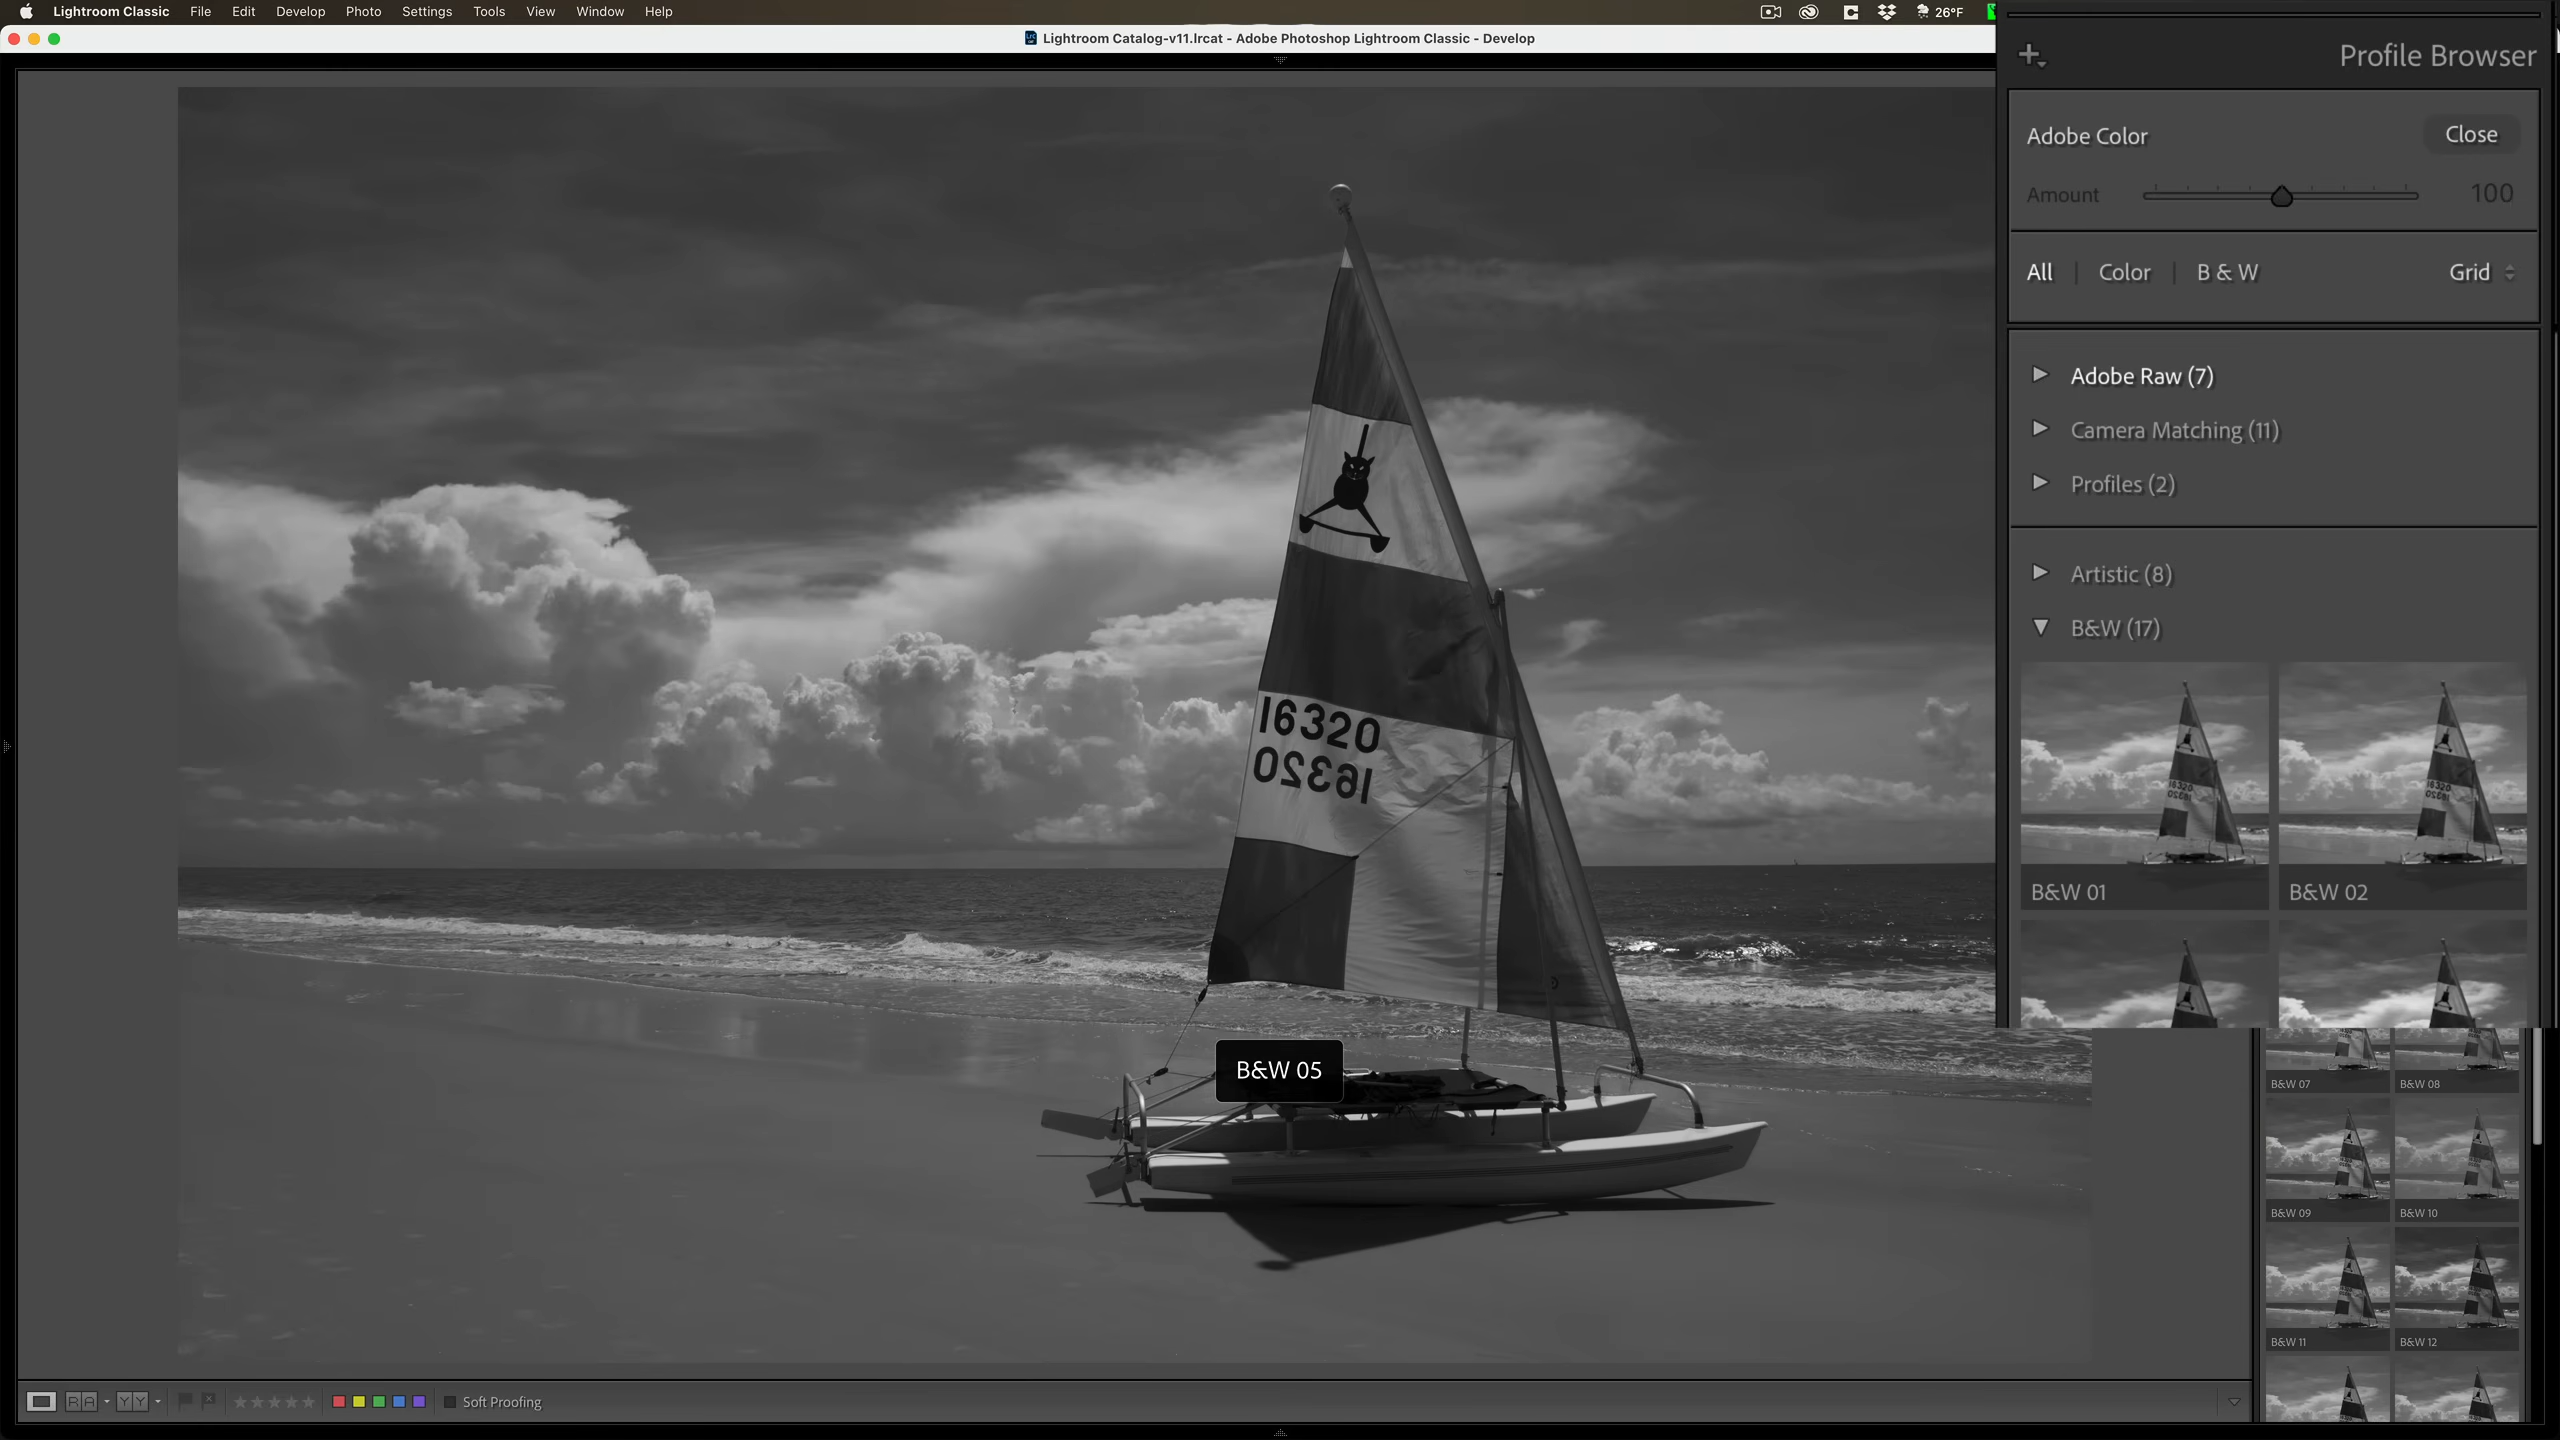 Lightroom Classic File Edit Develop Photo Settings Tools View Window Help 26°F
Lightroom Catalog-v11.lrcat - Adobe Photoshop Lightroom Classic - Develop
Profile Browser
Adobe Color Close
Amount 100
All Color B & W Grid
Adobe Raw (7)
Camera Matching (11)
Profiles (2)
Artistic (8)
B&W (17)
B&W 01 B&W 02
16320
16320
B&W 05
B&W 07 B&W 08
B&W 09 B&W 10
B&W 11 B&W 12
RA YY Soft Proofing